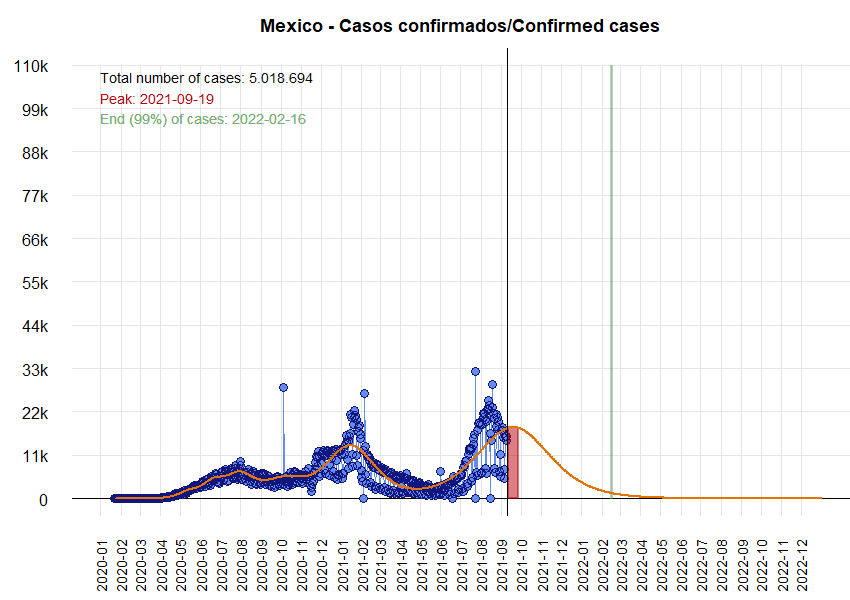 Mexico - Casos confirmados/Confirmed cases
110k
99k
88k
77k
66k
55k
44k
33k
22k
11k
0
Total number of cases: 5.018.694
Peak: 2021-09-19
End (99%) of cases: 2022-02-16
2020-01
2020-02
2020-03
2020-04
2020-05
2020-06
2020-07
2020-08
2020-09
2020-10
2020-11
2020-12
2021-01
2021-02
2021-03
2021-04
2021-05
2021-06
2021-07
2021-08
2021-09
2021-10
2021-11
2021-12
2022-01
2022-02
2022-03
2022-04
2022-05
2022-06
2022-07
2022-08
2022-09
2022-10
2022-11
2022-12